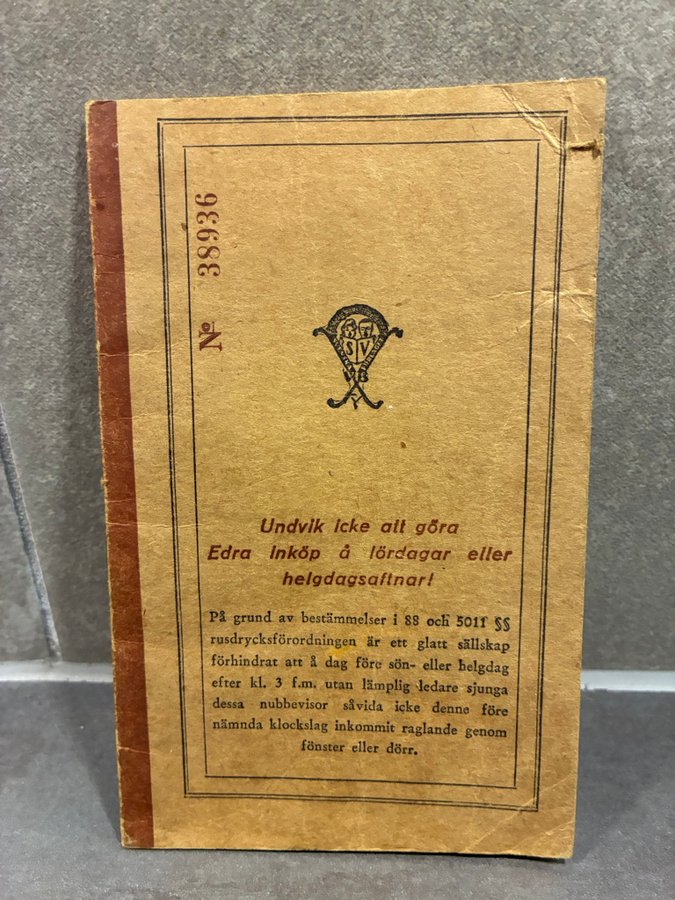 Nº 38936
S V
Undvik icke att göra
Edra inköp å lördagar eller
helgdagsaftnar!
På grund av bestämmelser i 88 och 5011 §§
rusdrycksförordningen är ett glatt sällskap
förhindrat att å dag före sön- eller helgdag
efter kl. 3 f.m. utan lämplig ledare sjunga
dessa nubbevisor såvida icke denne före
nämnda klockslag inkommit raglande genom
fönster eller dörr.